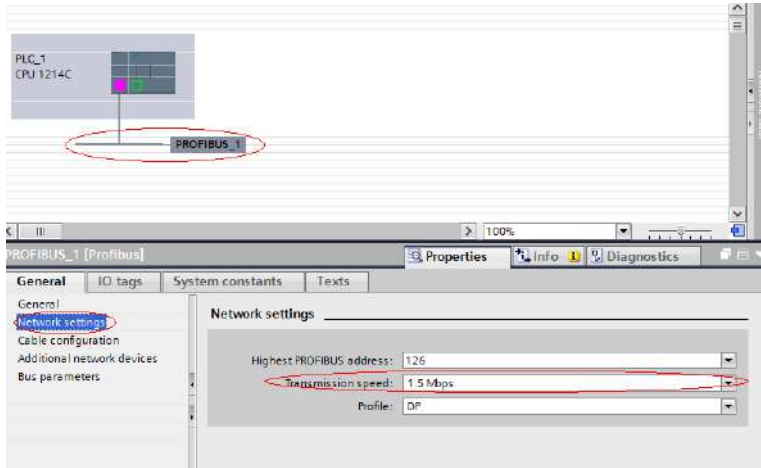 PLC_1
CPU 1214C
PROFIBUS_1
100%
PROFIBUS_1 [Profibus]
Properties
Info
Diagnostics
General
IO tags
System constants
Texts
General
Network settings
Cable configuration
Additional network devices
Bus parameters
Network settings
Highest PROFIBUS address: 126
Transmission speed: 1.5 Mbps
Profile: DP